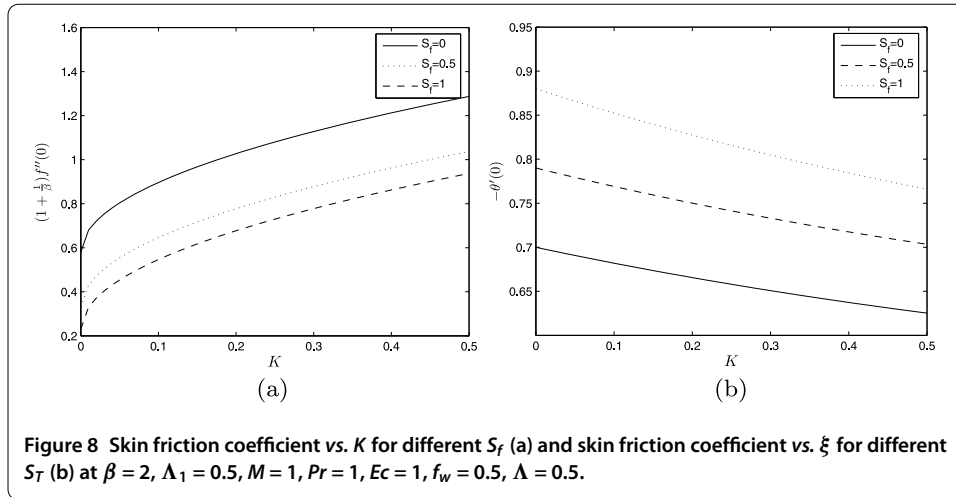 1.6
1.4
1.2
1
0.8
0.6
0.4
0.2
0
0.1
0.2
0.3
0.4
0.5
(1 + 1/β) f''(0)
K
S_f=0
S_f=0.5
S_f=1
(a)
0.95
0.9
0.85
0.8
0.75
0.7
0.65
0
0.1
0.2
0.3
0.4
0.5
−θ'(0)
K
S_f=0
S_f=0.5
S_f=1
(b)
Figure 8 Skin friction coefficient vs. K for different S_f (a) and skin friction coefficient vs. ξ for different
S_T (b) at β = 2, Λ₁ = 0.5, M = 1, Pr = 1, Ec = 1, f_w = 0.5, Λ = 0.5.